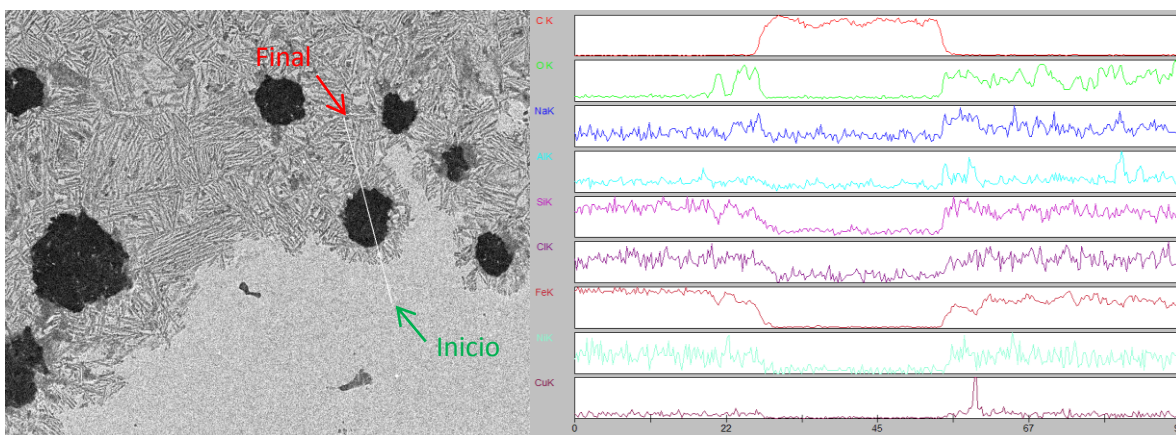 Final
Inicio
C K
O K
NaK
AlK
SiK
ClK
FeK
NiK
CuK
0 22 45 67